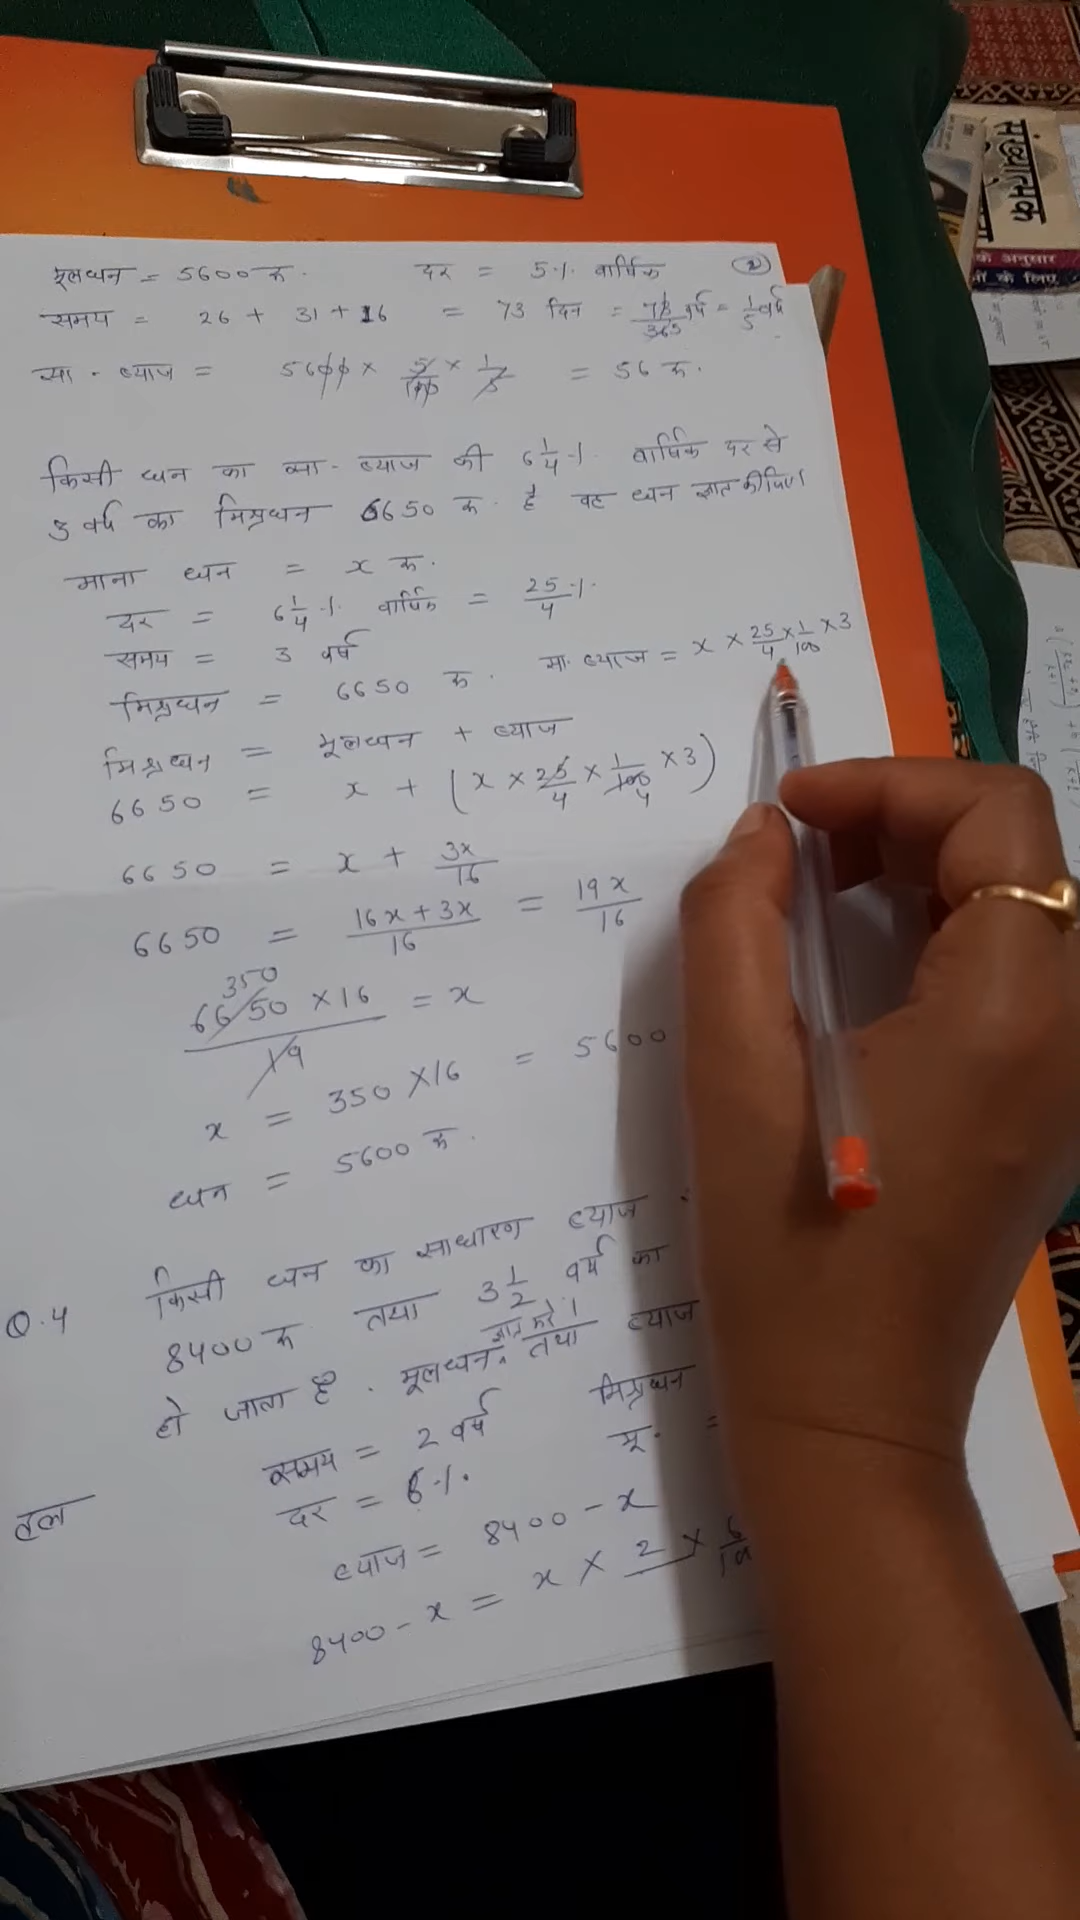 मूलधन = 5600 रु. दर = 5% वार्षिक (2)
समय = 26 + 31 + 16 = 73 दिन = 73/365 वर्ष = 1/5 वर्ष
सा. ब्याज = 5600 × 5/100 × 1/5 = 56 रु.
किसी धन का सा. ब्याज की 6 1/4 % वार्षिक दर से
3 वर्ष का मिश्रधन 6650 रु. है वह धन ज्ञात कीजिए।
माना धन = x रु.
दर = 6 1/4 % वार्षिक = 25/4 %
समय = 3 वर्ष
मिश्रधन = 6650 रु. सा. ब्याज = x × 25/4 × 1/100 × 3
मिश्रधन = मूलधन + ब्याज
6650 = x + (x × 25/4 × 1/100 4 × 3)
6650 = x + 3x/16
6650 = 16x + 3x/16 = 19x/16
350
6650 × 16/19 = x
x = 350 × 16 = 5600
धन = 5600 रु.
Q.4 किसी धन का साधारण ब्याज
8400 रु तथा 3 1/2 वर्ष का
हो जाता है. मूलधन ज्ञात करे। तथा ब्याज
हल समय = 2 वर्ष मिश्रधन
दर = 6%. मू. =
ब्याज = 8400 - x
8400 - x = x × 2 × 6/100
संख्यात्मक
के अनुसार
के लिए